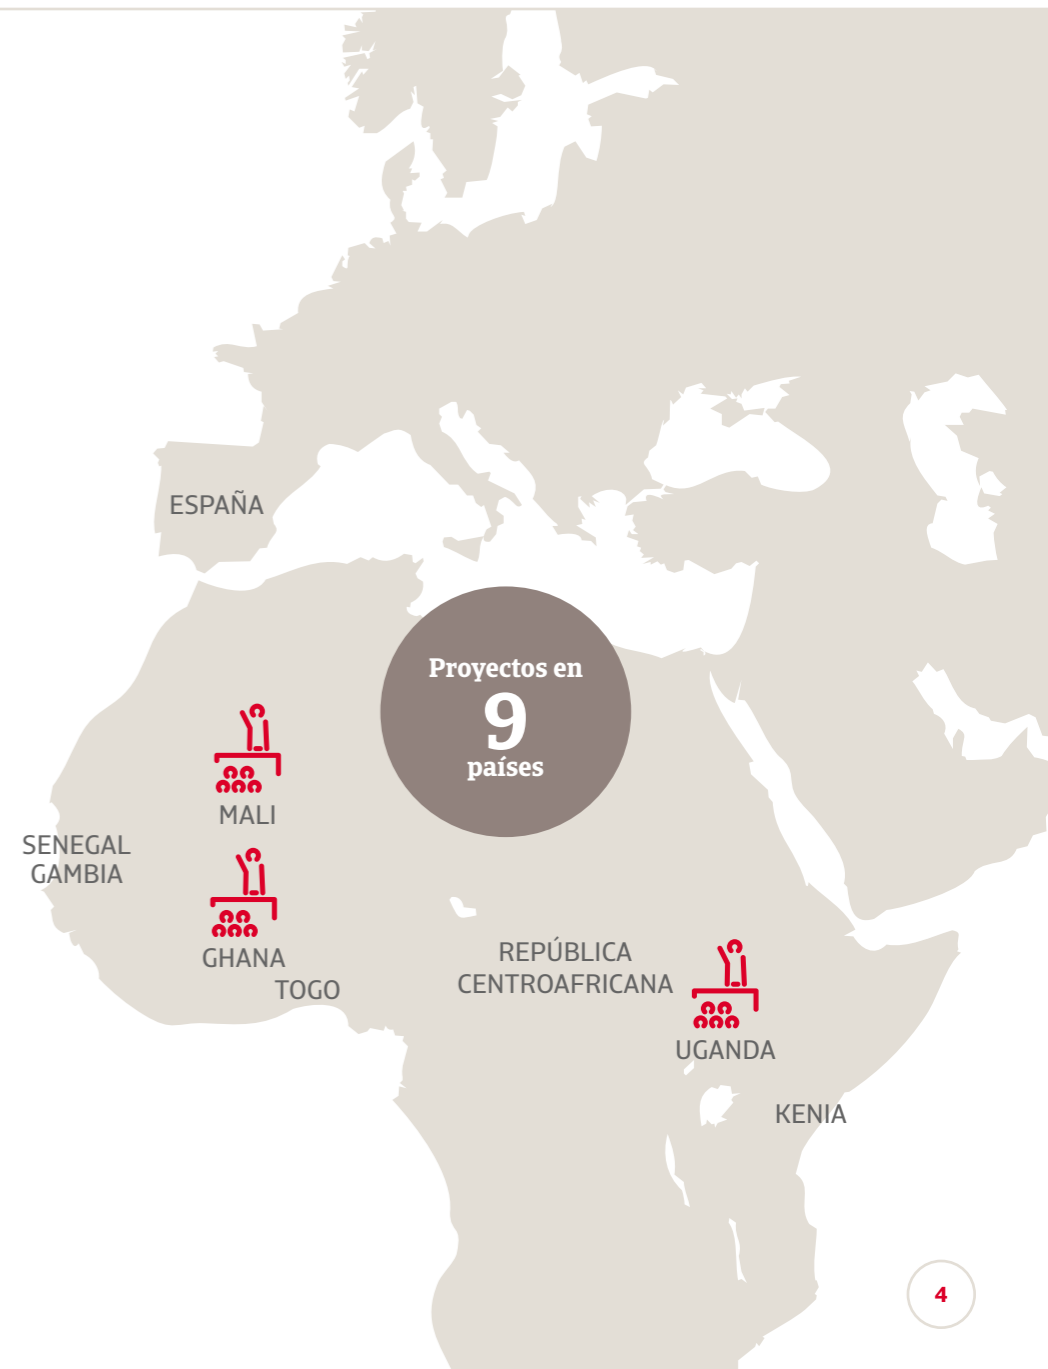 ESPAÑA
Proyectos en
9
países
MALI
SENEGAL
GAMBIA
GHANA
TOGO
REPÚBLICA
CENTROAFRICANA
UGANDA
KENIA
4